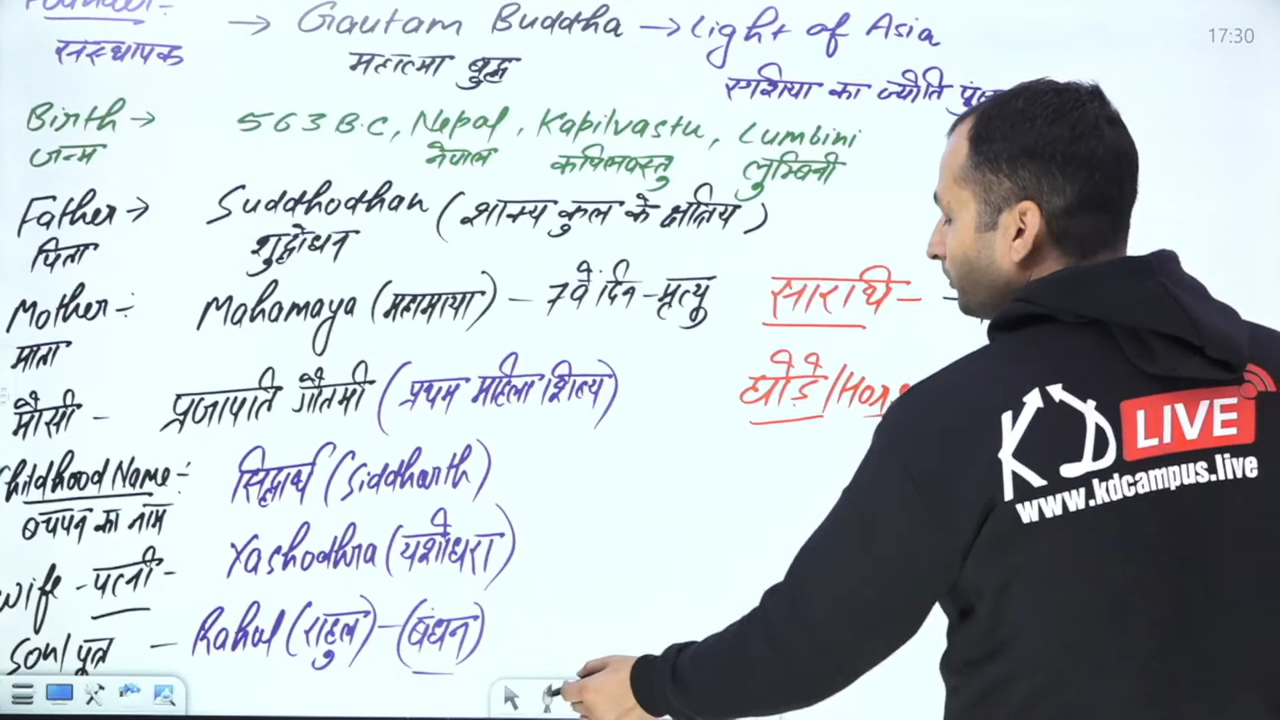 Founder:-
→ Gautam Buddha → Light of Asia
17:30
संस्थापक
महात्मा बुद्ध
एशिया का ज्योति
Birth → 563 B.C, Nepal, Kapilvastu, Lumbini
जन्म
नेपाल कपिलवस्तु लुम्बिनी
Father → Suddhodhan (शाक्य कुल के क्षत्रिय)
पिता
शुद्धोधन
Mother:- Mahamaya (महामाया) - 7वें दिन - मृत्यु
माता
सारथि -
मौसी - प्रजापति गौतमी (प्रथम महिला शिष्य)
घोड़े/Hors
Childhood Name:- सिद्धार्थ (Siddharth)
बचपन का नाम
Wife - पत्नी - Yashodhra (यशोधरा)
Son/पुत्र - Rahul (राहुल) - (बंधन)
KD LIVE
www.kdcampus.live